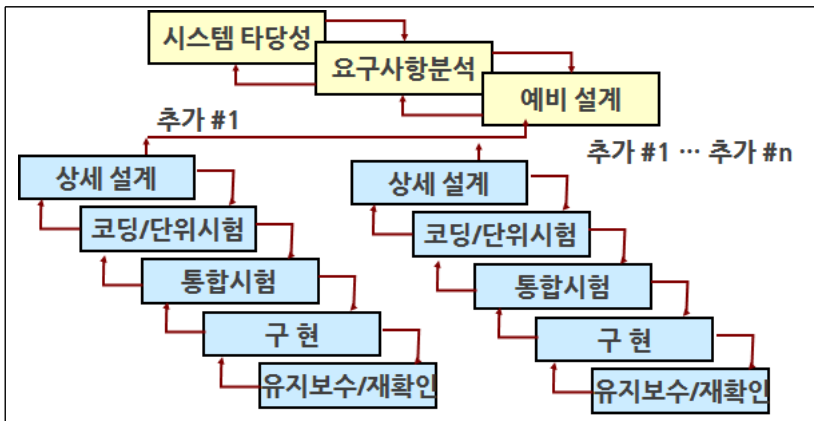 시스템 타당성
요구사항분석
예비 설계
추가 #1
추가 #1 … 추가 #n
상세 설계
코딩/단위시험
통합시험
구 현
유지보수/재확인
상세 설계
코딩/단위시험
통합시험
구 현
유지보수/재확인